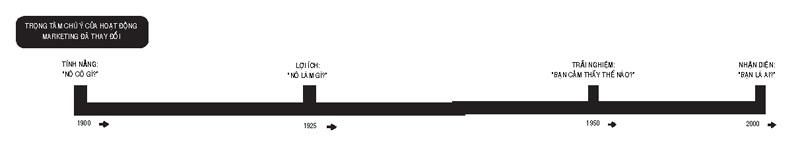 TRỌNG TÂM CHÚ Ý CỦA HOẠT ĐỘNG
MARKETING ĐÃ THAY ĐỔI
TÍNH NĂNG:
"NÓ CÓ GÌ?"
LỢI ÍCH:
"NÓ LÀM GÌ?"
TRẢI NGHIỆM:
"BẠN CẢM THẤY THẾ NÀO?"
NHẬN DIỆN:
"BẠN LÀ AI?"
1900
1925
1950
2000